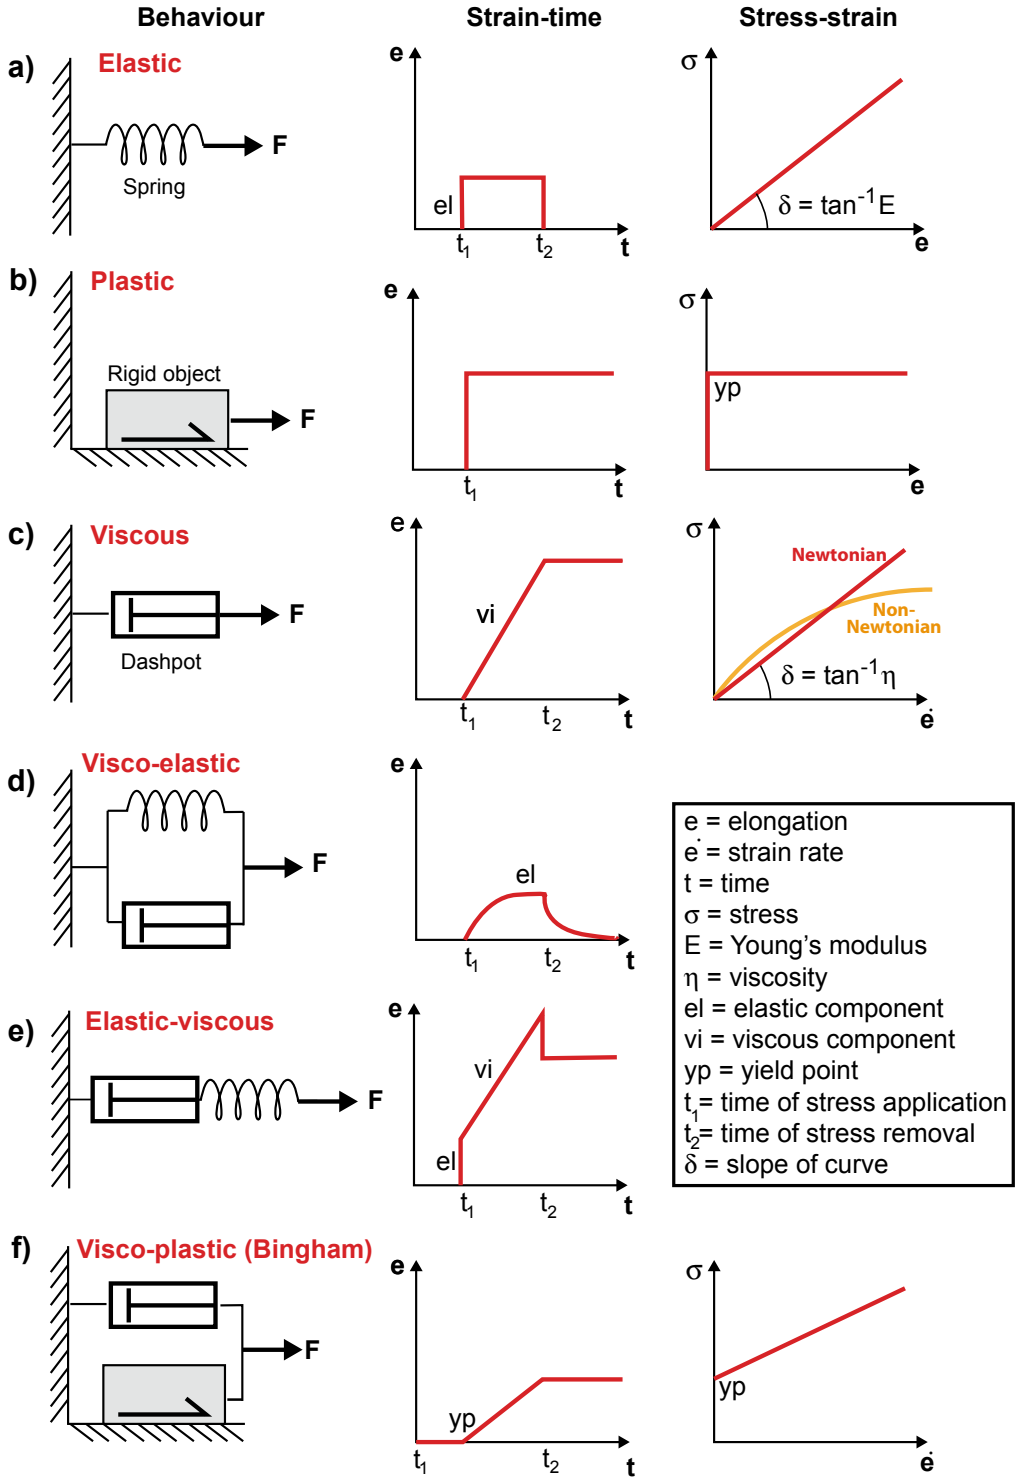 Behaviour Strain-time Stress-strain
a) Elastic
Spring
F
e
el
t1 t2 t
σ
δ = tan-1E
e
b) Plastic
Rigid object
F
e
t1 t
σ
yp
e
c) Viscous
Dashpot
F
e
vi
t1 t2 t
σ
Newtonian
Non-
Newtonian
δ = tan-1η
ė
d) Visco-elastic
F
e
el
t1 t2 t
e = elongation
ė = strain rate
t = time
σ = stress
E = Young's modulus
η = viscosity
el = elastic component
vi = viscous component
yp = yield point
t1= time of stress application
t2= time of stress removal
δ = slope of curve
e) Elastic-viscous
F
e
vi
el
t1 t2 t
f) Visco-plastic (Bingham)
F
e
yp
t1 t2 t
σ
yp
ė